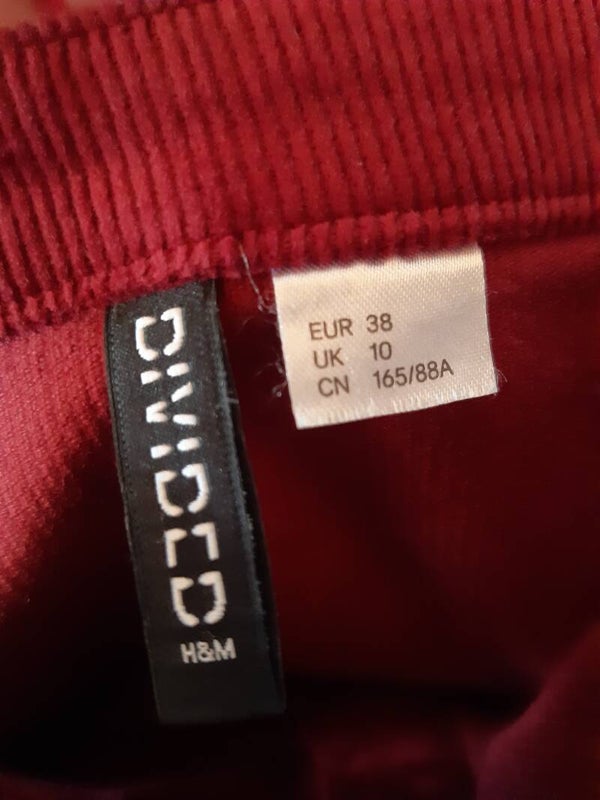 DIVIDED
H&M
EUR 38
UK 10
CN 165/88A